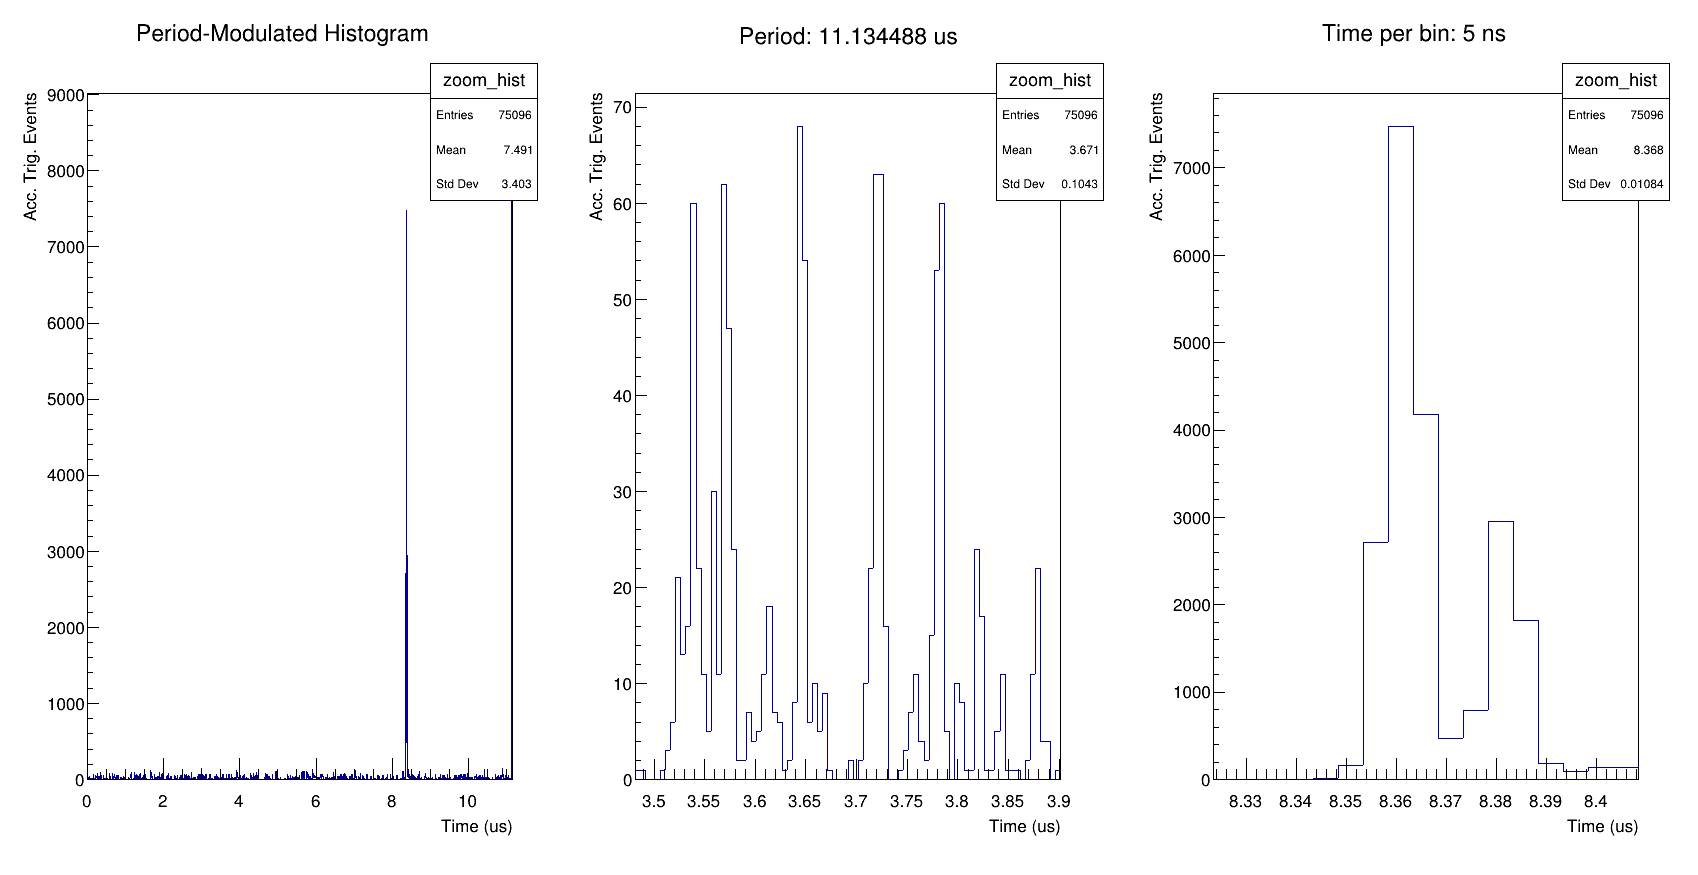 Period-Modulated Histogram
Acc. Trig. Events
zoom_hist
Entries 75096
Mean 7.491
Std Dev 3.403
9000
8000
7000
6000
5000
4000
3000
2000
1000
0
0 2 4 6 8 10
Time (us)
Period: 11.134488 us
Acc. Trig. Events
zoom_hist
Entries 75096
Mean 3.671
Std Dev 0.1043
70
60
50
40
30
20
10
0
3.5 3.55 3.6 3.65 3.7 3.75 3.8 3.85 3.9
Time (us)
Time per bin: 5 ns
Acc. Trig. Events
zoom_hist
Entries 75096
Mean 8.368
Std Dev 0.01084
7000
6000
5000
4000
3000
2000
1000
0
8.33 8.34 8.35 8.36 8.37 8.38 8.39 8.4
Time (us)